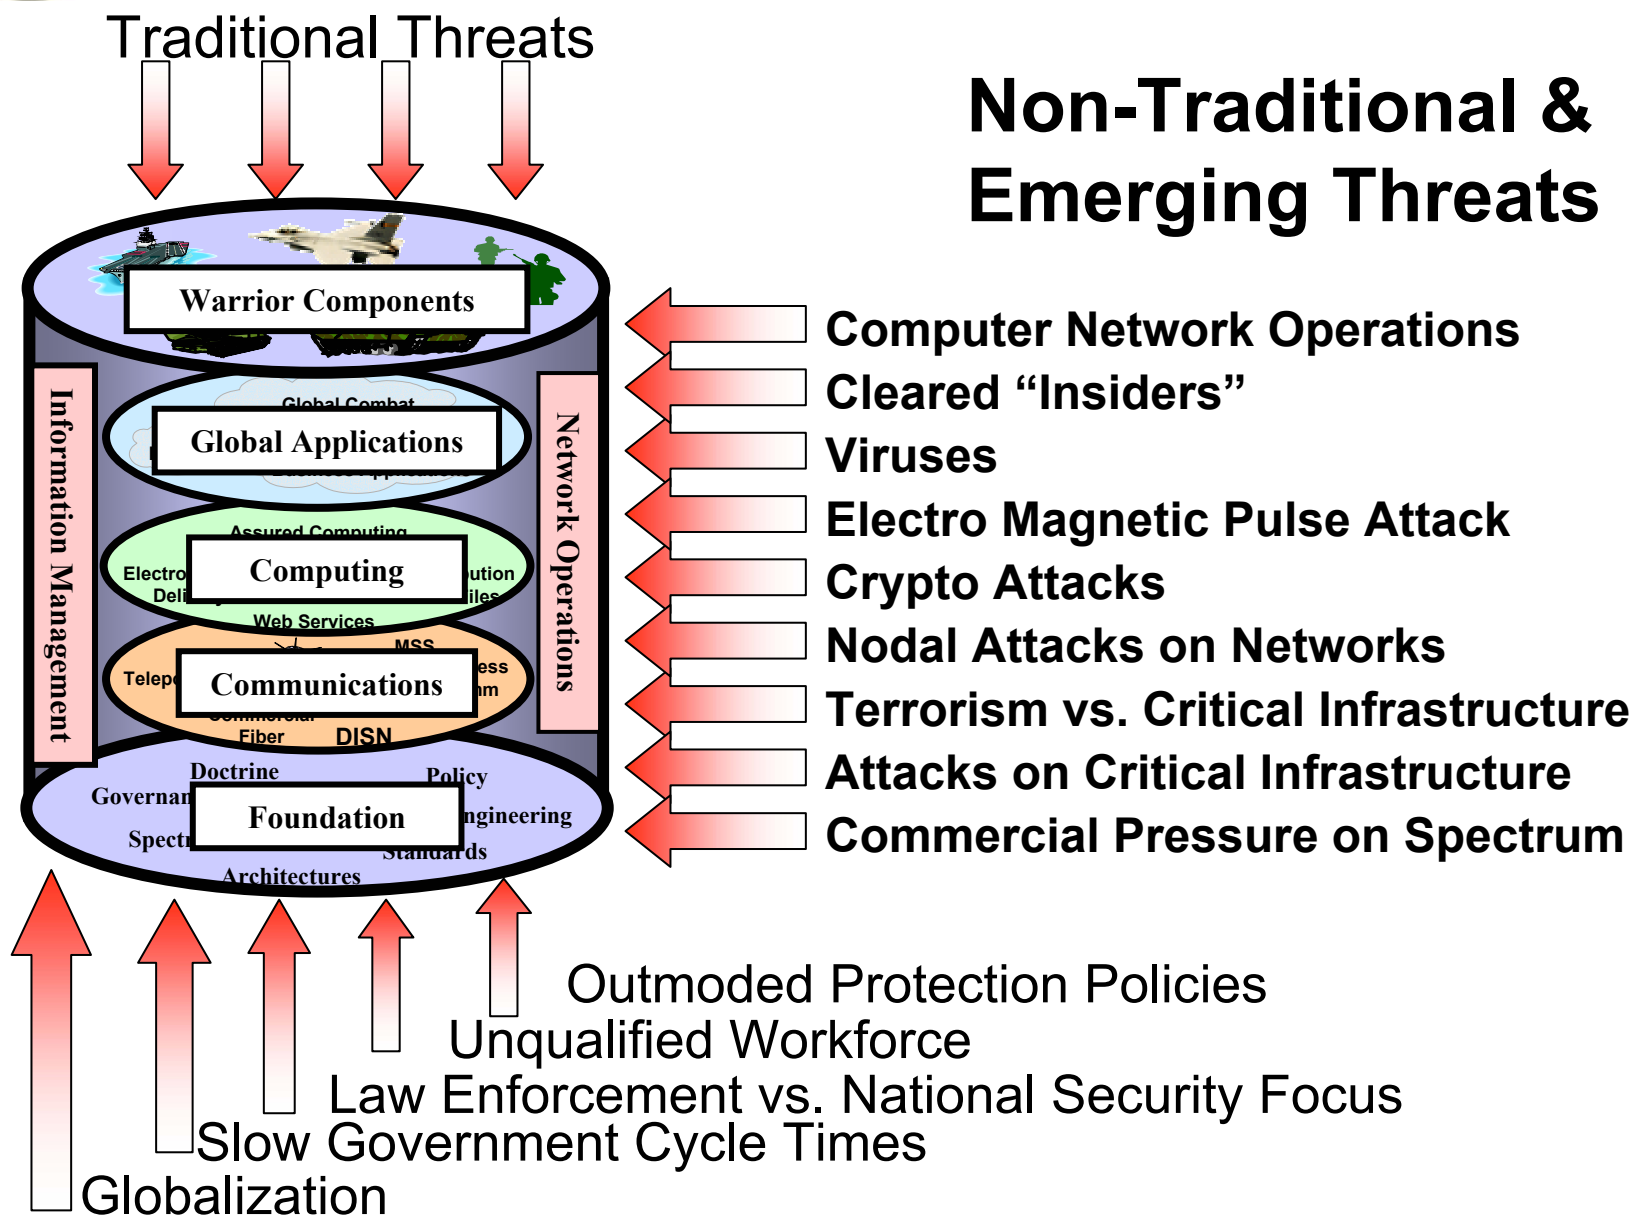 Traditional Threats
Non-Traditional &
Emerging Threats
Warrior Components
Global Combat
Global Applications
Information Management
Network Operations
Assured Computing
Computing
Web Services
MSS
Communications
Fiber
DISN
Doctrine
Policy
Foundation
Standards
Architectures
Computer Network Operations
Cleared “Insiders”
Viruses
Electro Magnetic Pulse Attack
Crypto Attacks
Nodal Attacks on Networks
Terrorism vs. Critical Infrastructure
Attacks on Critical Infrastructure
Commercial Pressure on Spectrum
Outmoded Protection Policies
Unqualified Workforce
Law Enforcement vs. National Security Focus
Slow Government Cycle Times
Globalization